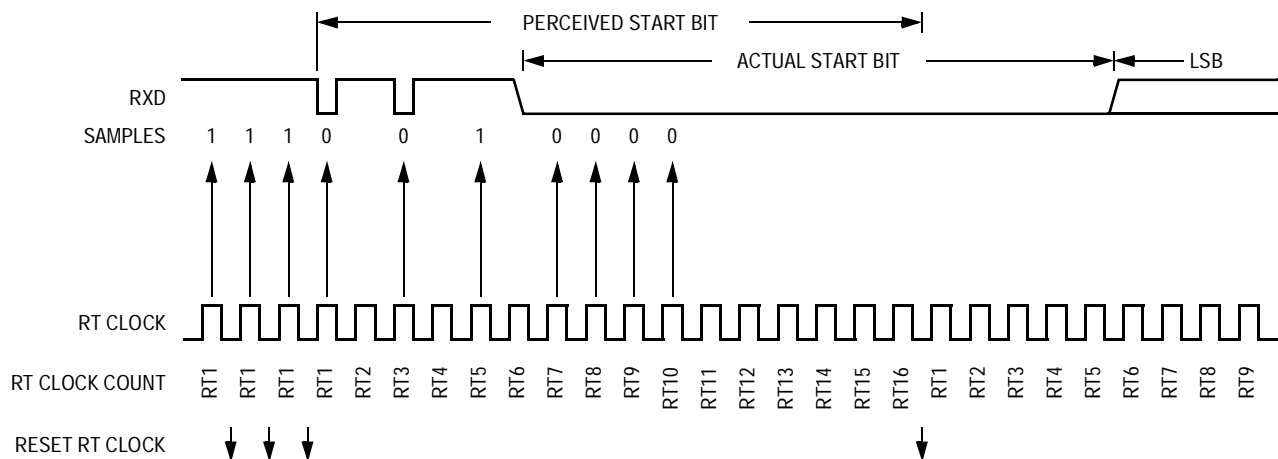 PERCEIVED START BIT
ACTUAL START BIT
LSB
RXD
SAMPLES 1 1 1 0 0 1 0 0 0 0
RT CLOCK
RT CLOCK COUNT RT1 RT1 RT1 RT1 RT2 RT3 RT4 RT5 RT6 RT7 RT8 RT9 RT10 RT11 RT12 RT13 RT14 RT15 RT16 RT1 RT2 RT3 RT4 RT5 RT6 RT7 RT8 RT9
RESET RT CLOCK